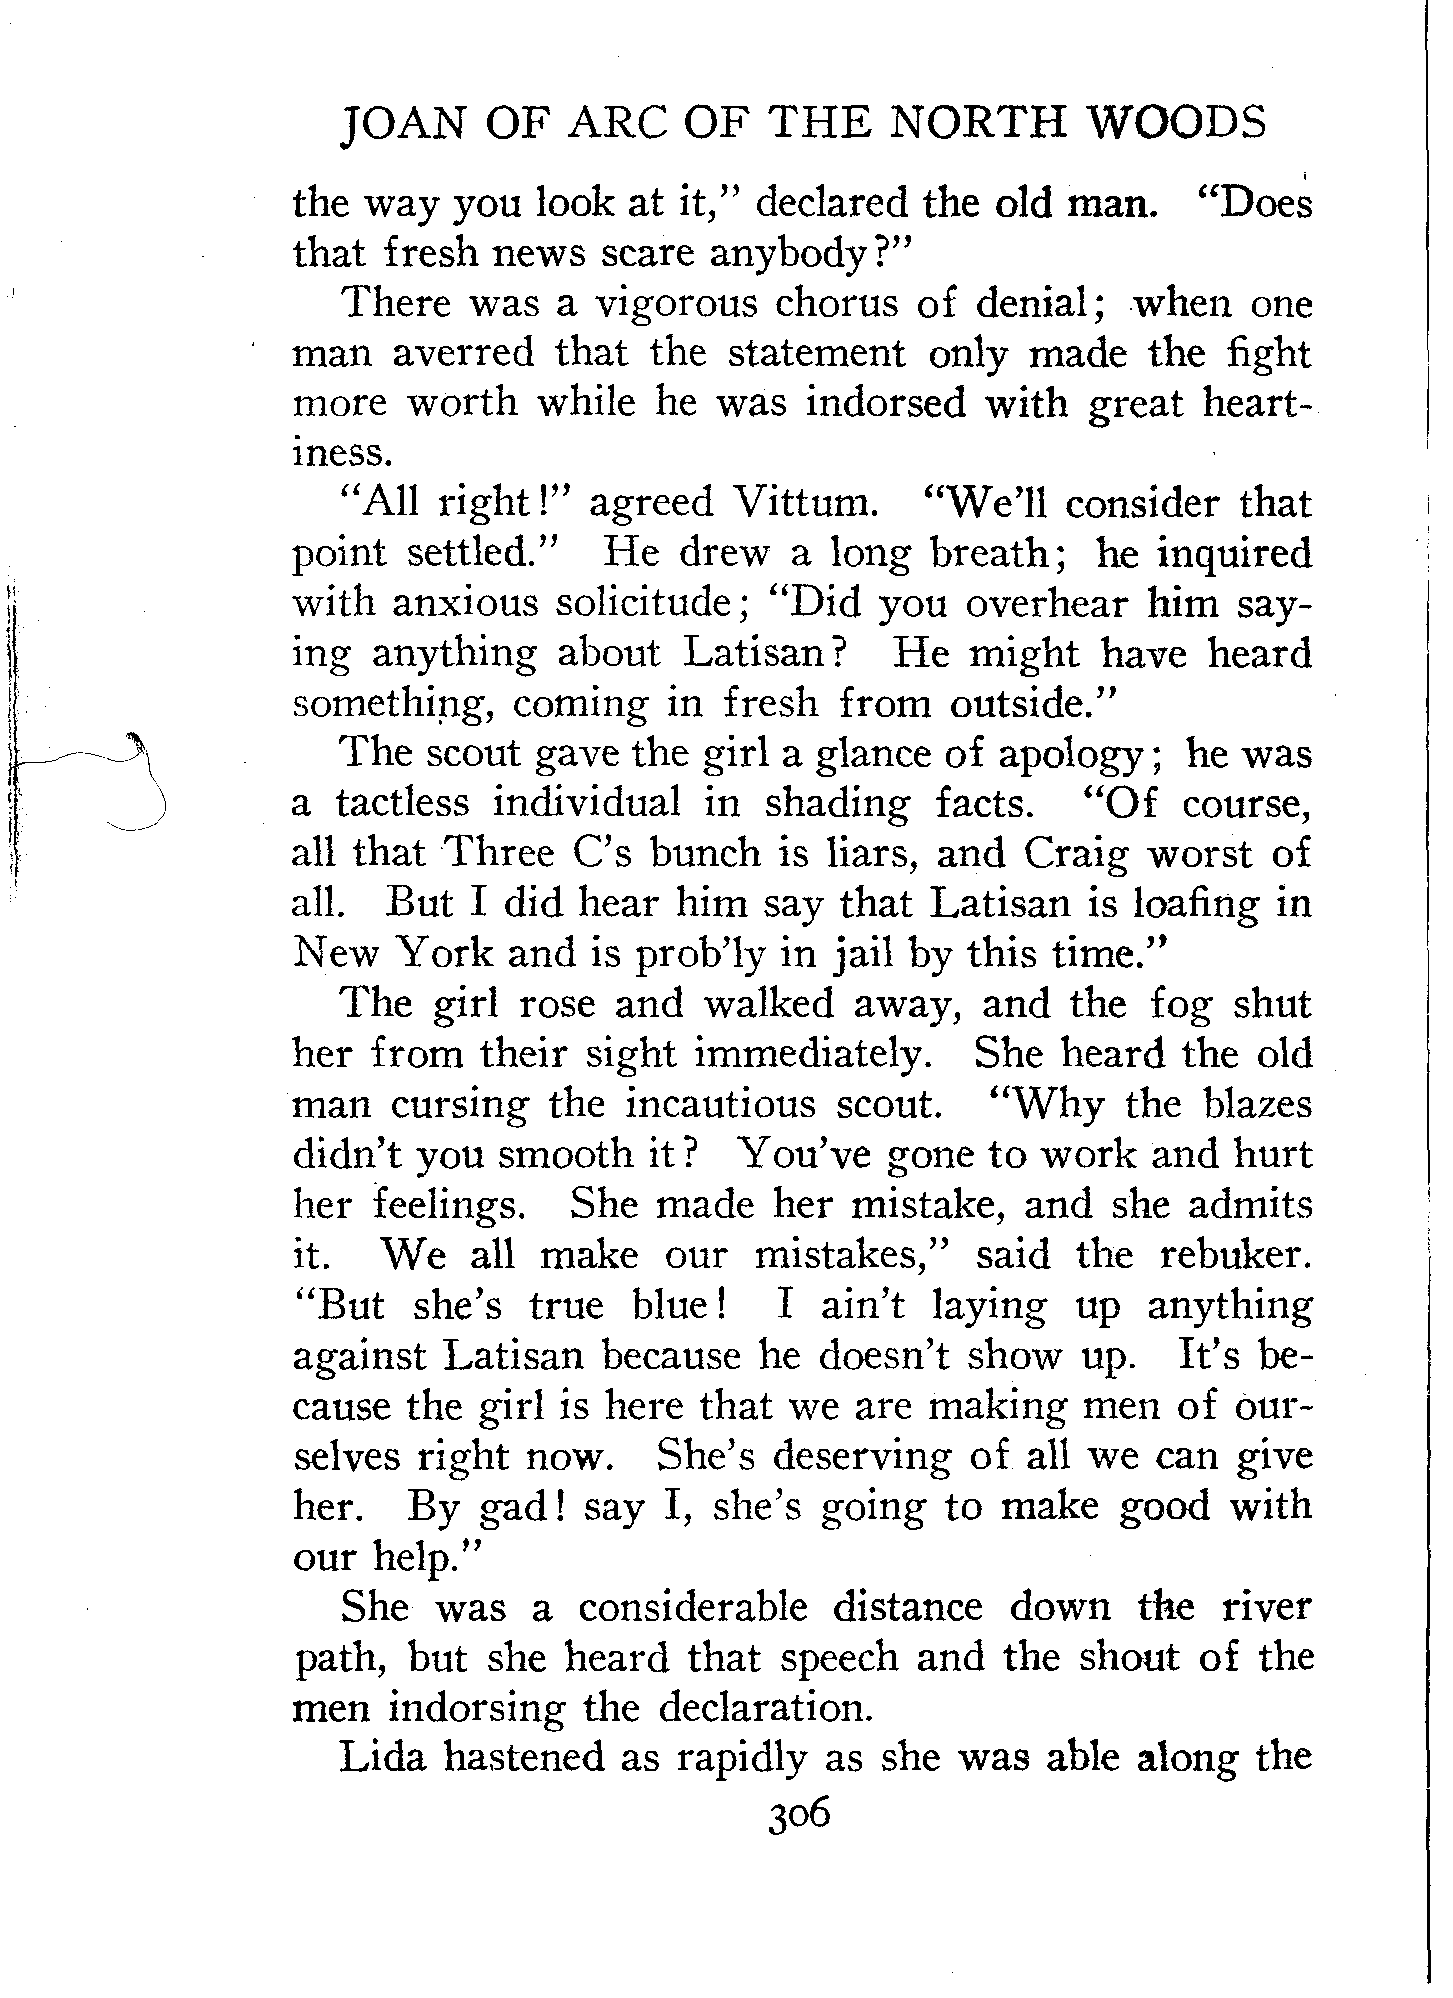 JOAN OF ARC OF THE NORTH WOODS
the way you look at it,” declared the old man. “Does
that fresh news scare anybody?”
There was a vigorous chorus of denial; when one
man averred that the statement only made the fight
more worth while he was indorsed with great heart-
iness.
“All right!” agreed Vittum. “We’ll consider that
point settled.” He drew a long breath; he inquired
with anxious solicitude; “Did you overhear him say-
ing anything about Latisan? He might have heard
something, coming in fresh from outside.”
The scout gave the girl a glance of apology; he was
a tactless individual in shading facts. “Of course,
all that Three C’s bunch is liars, and Craig worst of
all. But I did hear him say that Latisan is loafing in
New York and is prob’ly in jail by this time.”
The girl rose and walked away, and the fog shut
her from their sight immediately. She heard the old
man cursing the incautious scout. “Why the blazes
didn’t you smooth it? You’ve gone to work and hurt
her feelings. She made her mistake, and she admits
it. We all make our mistakes,” said the rebuker.
“But she’s true blue! I ain’t laying up anything
against Latisan because he doesn’t show up. It’s be-
cause the girl is here that we are making men of our-
selves right now. She’s deserving of all we can give
her. By gad! say I, she’s going to make good with
our help.”
She was a considerable distance down the river
path, but she heard that speech and the shout of the
men indorsing the declaration.
Lida hastened as rapidly as she was able along the
306